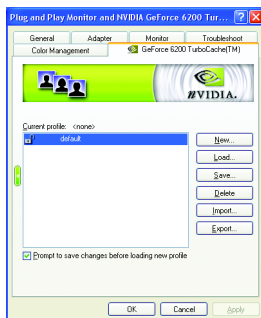 Plug and Play Monitor and NVIDIA GeForce 6200 Tur...
General Adapter Monitor Troubleshoot
Color Management GeForce 6200 TurboCache(TM)
NVIDIA.
Current profile: <none>
default
New...
Load...
Save...
Delete
Import...
Export...
Prompt to save changes before loading new profile
OK Cancel Apply